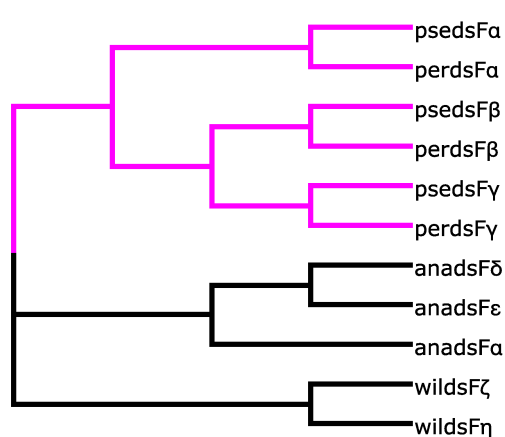 psedsFα
perdsFα
psedsFβ
perdsFβ
psedsFγ
perdsFγ
anadsFδ
anadsFε
anadsFα
wildsFζ
wildsFη